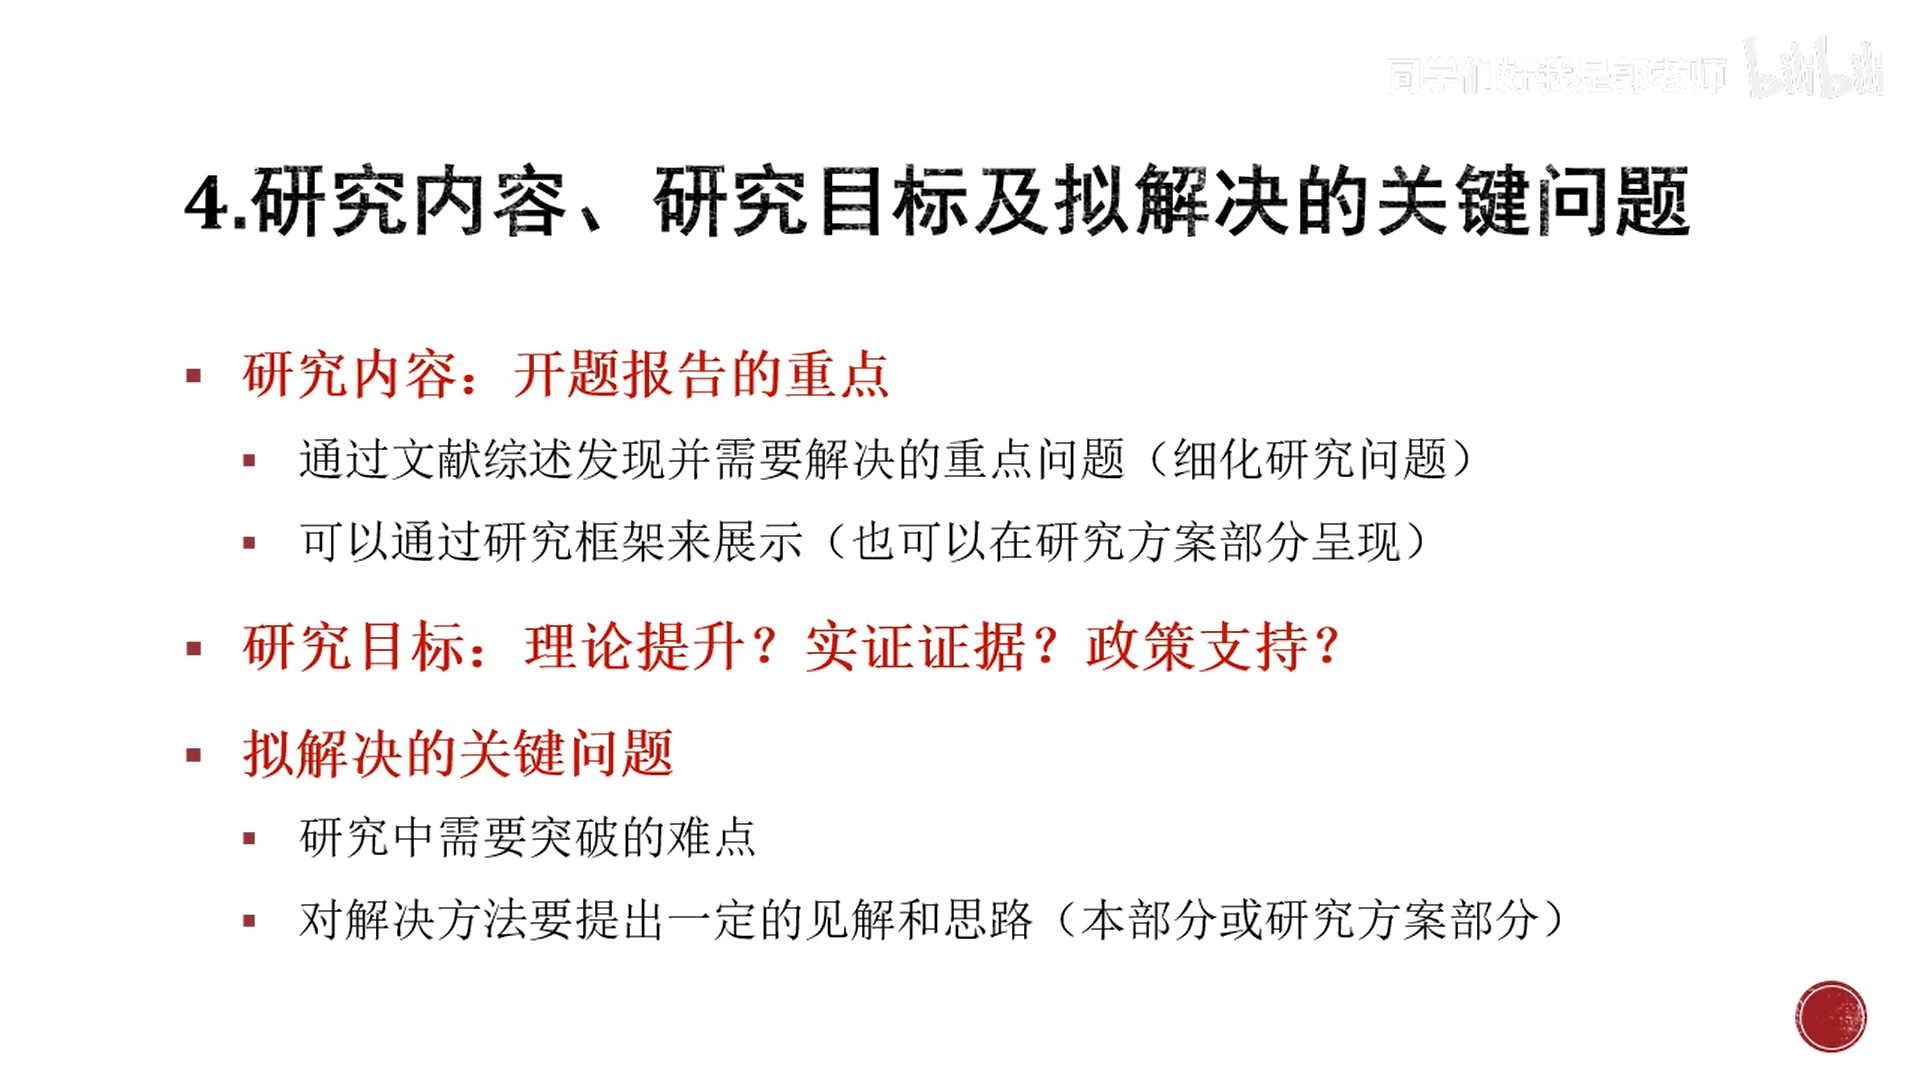 同学们好我是郭老师 bilibili
4.研究内容、研究目标及拟解决的关键问题
▪ 研究内容：开题报告的重点
▪ 通过文献综述发现并需要解决的重点问题（细化研究问题）
▪ 可以通过研究框架来展示（也可以在研究方案部分呈现）
▪ 研究目标：理论提升？实证证据？政策支持？
▪ 拟解决的关键问题
▪ 研究中需要突破的难点
▪ 对解决方法要提出一定的见解和思路（本部分或研究方案部分）